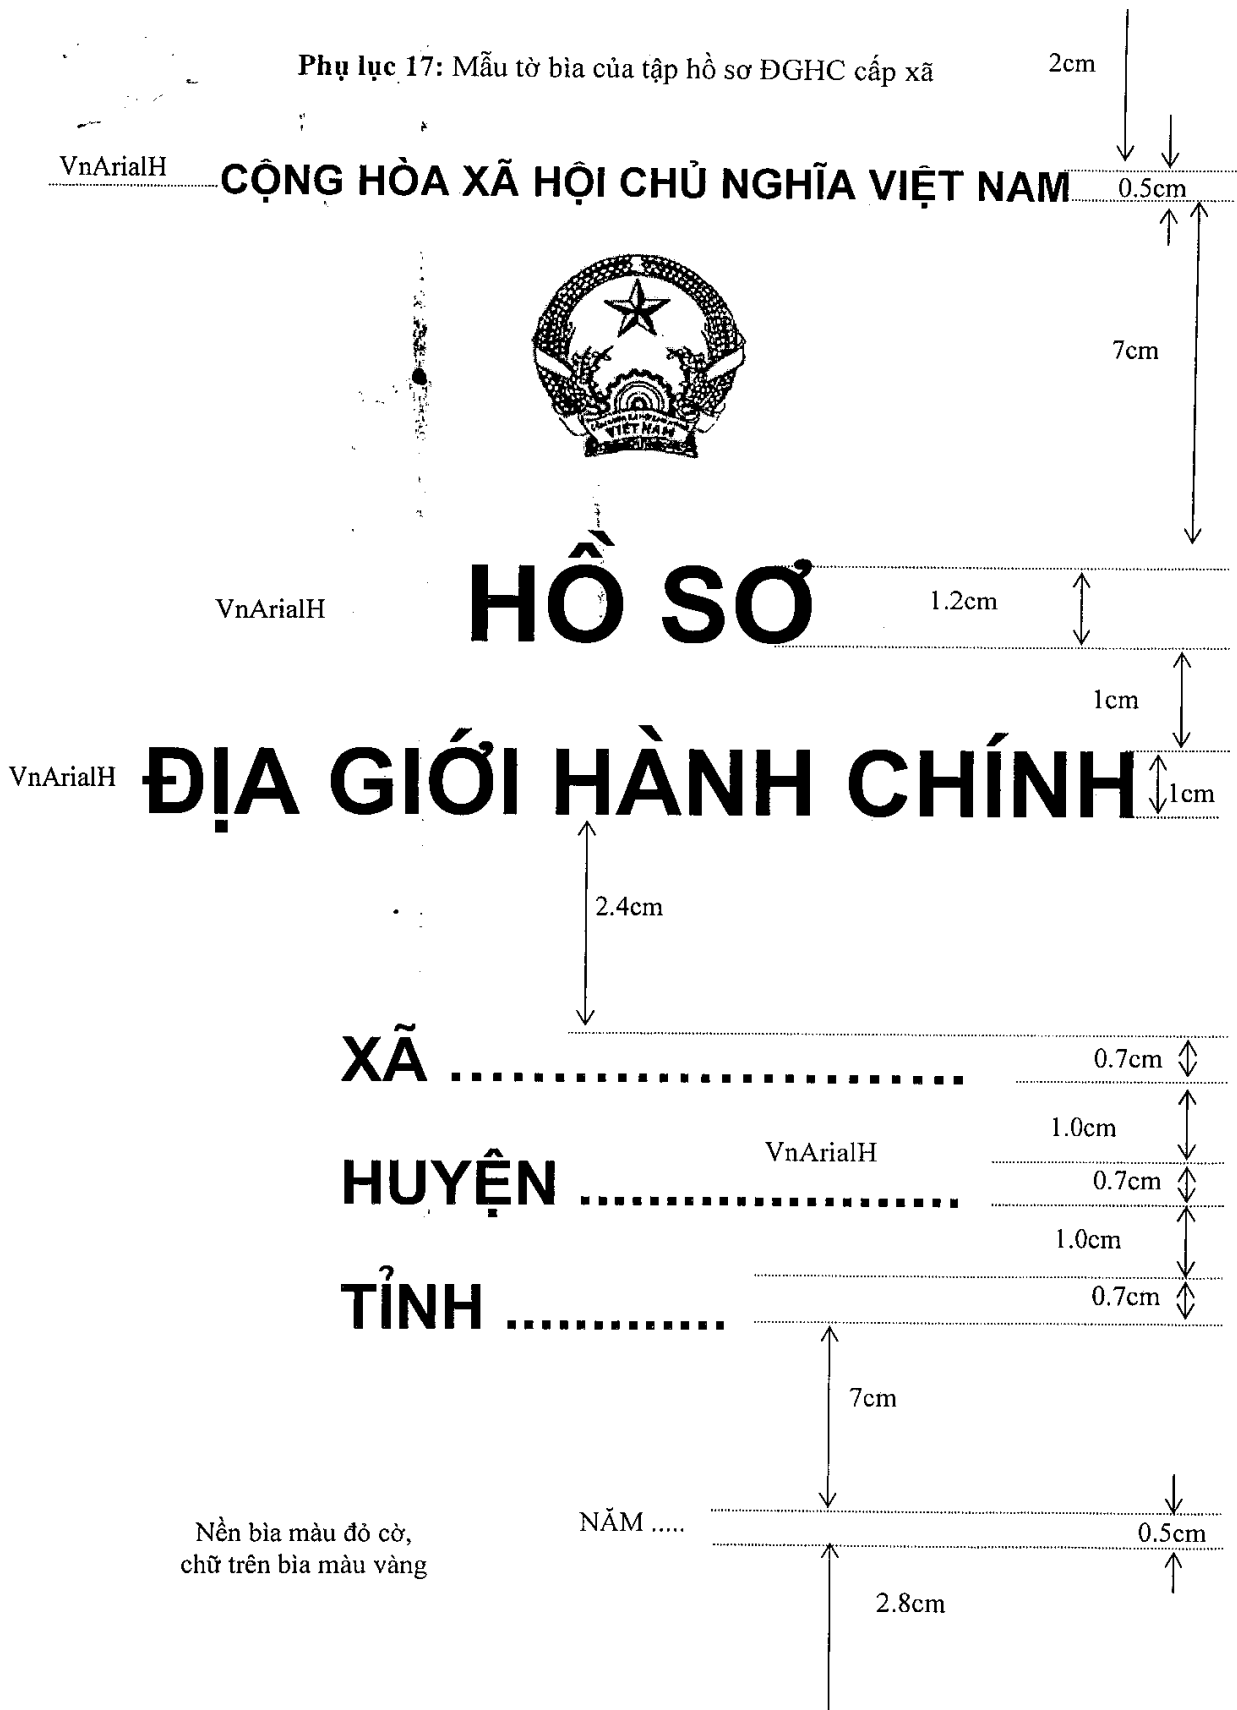 Phụ lục 17: Mẫu tờ bìa của tập hồ sơ ĐGHC cấp xã
2cm
VnArialH
CỘNG HÒA XÃ HỘI CHỦ NGHĨA VIỆT NAM
0.5cm
7cm
VIỆT NAM
VnArialH
HỒ SƠ
1.2cm
1cm
VnArialH
ĐỊA GIỚI HÀNH CHÍNH
1cm
2.4cm
XÃ ..........................
0.7cm
1.0cm
VnArialH
HUYỆN ....................
0.7cm
1.0cm
TỈNH .............
0.7cm
7cm
NĂM .....
0.5cm
Nền bìa màu đỏ cờ,
chữ trên bìa màu vàng
2.8cm